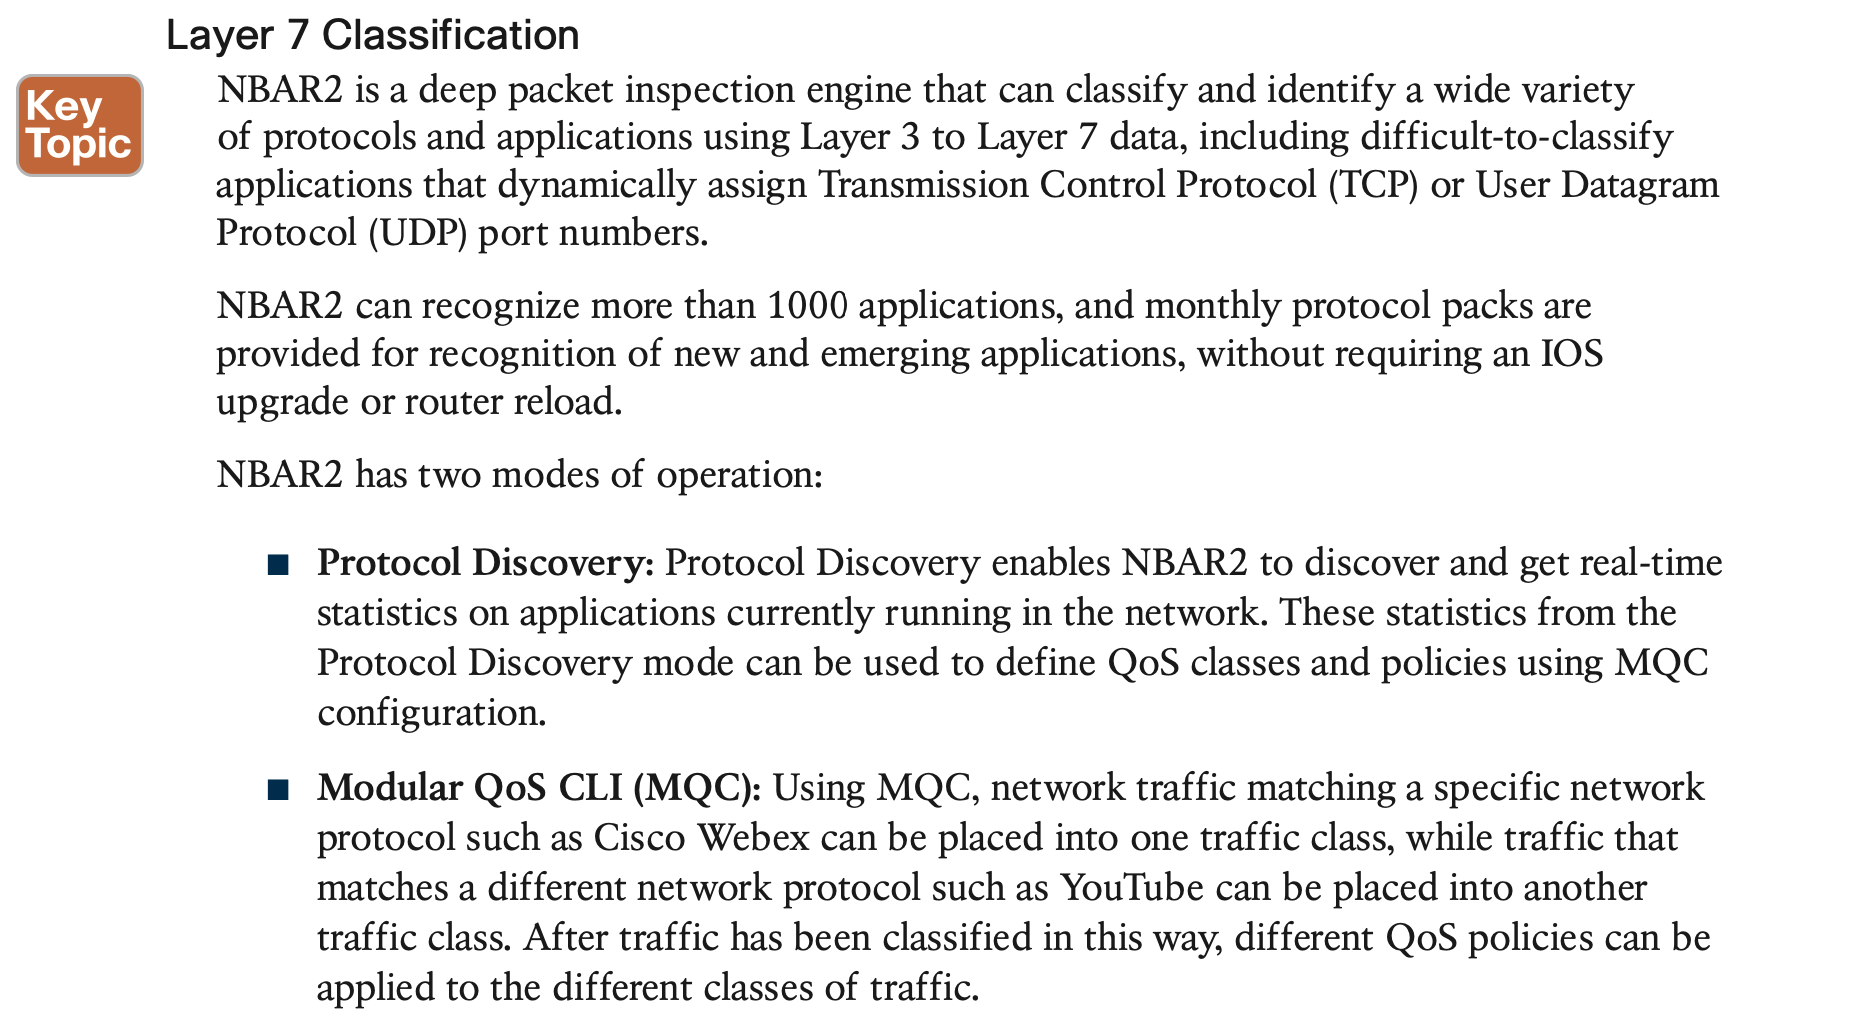 Layer 7 Classification
Key
Topic
NBAR2 is a deep packet inspection engine that can classify and identify a wide variety
of protocols and applications using Layer 3 to Layer 7 data, including difficult-to-classify
applications that dynamically assign Transmission Control Protocol (TCP) or User Datagram
Protocol (UDP) port numbers.
NBAR2 can recognize more than 1000 applications, and monthly protocol packs are
provided for recognition of new and emerging applications, without requiring an IOS
upgrade or router reload.
NBAR2 has two modes of operation:
■ Protocol Discovery: Protocol Discovery enables NBAR2 to discover and get real-time
statistics on applications currently running in the network. These statistics from the
Protocol Discovery mode can be used to define QoS classes and policies using MQC
configuration.
■ Modular QoS CLI (MQC): Using MQC, network traffic matching a specific network
protocol such as Cisco Webex can be placed into one traffic class, while traffic that
matches a different network protocol such as YouTube can be placed into another
traffic class. After traffic has been classified in this way, different QoS policies can be
applied to the different classes of traffic.